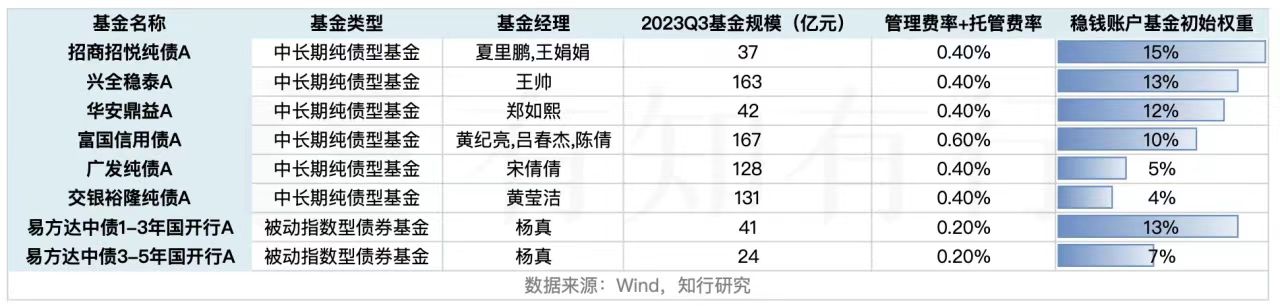 基金名称 基金类型 基金经理 2023Q3基金规模（亿元） 管理费率+托管费率 稳钱账户基金初始权重
招商招悦纯债A 中长期纯债型基金 夏里鹏,王娟娟 37 0.40% 15%
兴全稳泰A 中长期纯债型基金 王帅 163 0.40% 13%
华安鼎益A 中长期纯债型基金 郑如熙 42 0.40% 12%
富国信用债A 中长期纯债型基金 黄纪亮,吕春杰,陈倩 167 0.60% 10%
广发纯债A 中长期纯债型基金 宋倩倩 128 0.40% 5%
交银裕隆纯债A 中长期纯债型基金 黄莹洁 131 0.40% 4%
易方达中债1-3年国开行A 被动指数型债券基金 杨真 41 0.20% 13%
易方达中债3-5年国开行A 被动指数型债券基金 杨真 24 0.20% 7%
数据来源：Wind，知行研究
有知有行